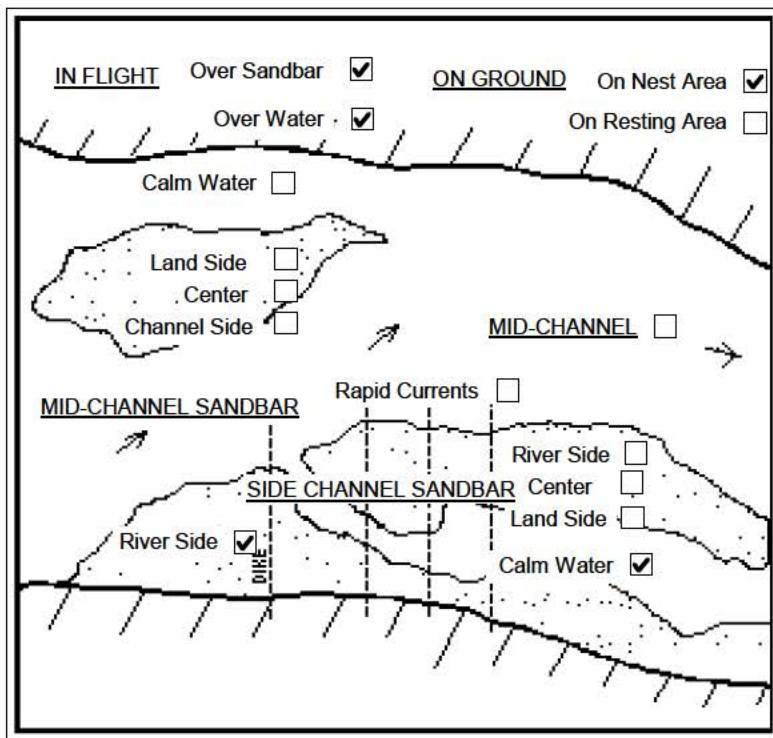 IN FLIGHT Over Sandbar ON GROUND On Nest Area
Over Water On Resting Area
Calm Water
Land Side
Center
Channel Side
MID-CHANNEL
Rapid Currents
MID-CHANNEL SANDBAR
River Side
SIDE CHANNEL SANDBAR Center
Land Side
River Side
DIKE
Calm Water